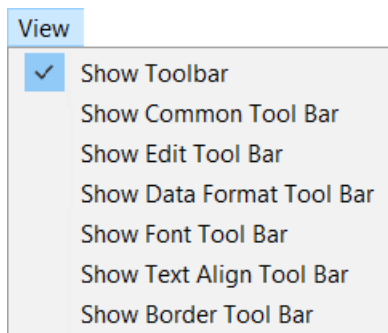 View
Show Toolbar
Show Common Tool Bar
Show Edit Tool Bar
Show Data Format Tool Bar
Show Font Tool Bar
Show Text Align Tool Bar
Show Border Tool Bar